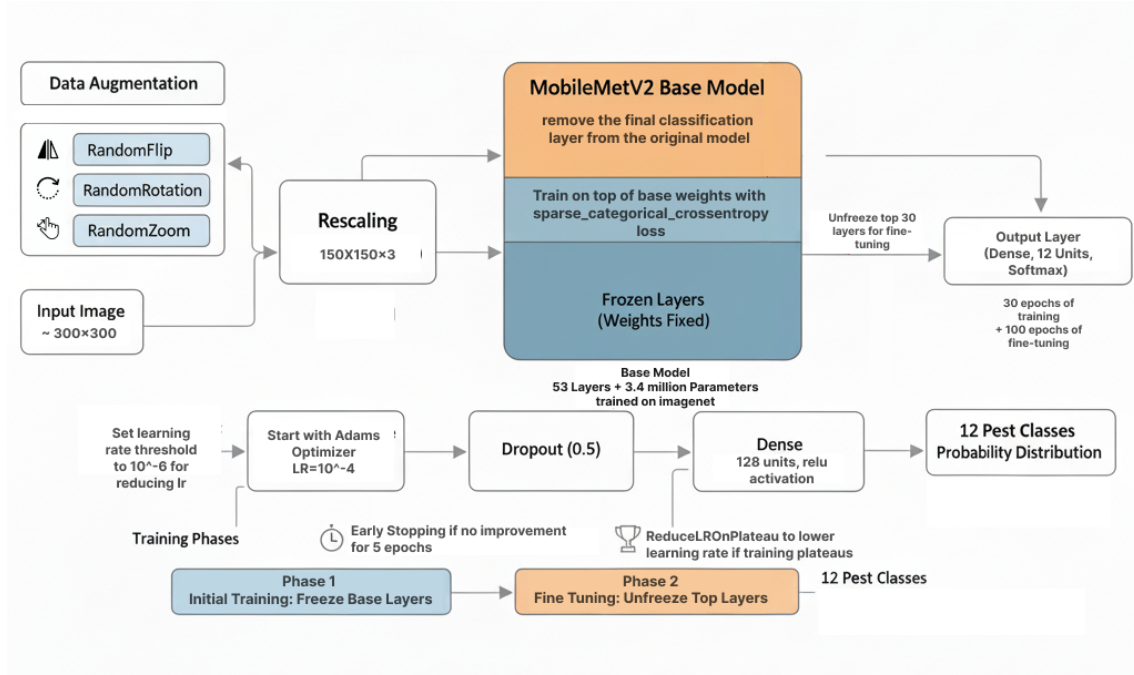 Data Augmentation
RandomFlip
RandomRotation
RandomZoom
Input Image
~ 300×300
Rescaling
150X150×3
MobileMetV2 Base Model
remove the final classification
layer from the original model
Train on top of base weights with
sparse_categorical_crossentropy
loss
Frozen Layers
(Weights Fixed)
Base Model
53 Layers + 3.4 million Parameters
trained on imagenet
Unfreeze top 30
layers for fine-
tuning
Output Layer
(Dense, 12 Units,
Softmax)
30 epochs of
training
+ 100 epochs of
fine-tuning
Set learning
rate threshold
to 10^-6 for
reducing lr
Start with Adams
Optimizer
LR=10^-4
Dropout (0.5)
Dense
128 units, relu
activation
12 Pest Classes
Probability Distribution
Training Phases
Early Stopping if no improvement
for 5 epochs
ReduceLROnPlateau to lower
learning rate if training plateaus
Phase 1
Initial Training: Freeze Base Layers
Phase 2
Fine Tuning: Unfreeze Top Layers
12 Pest Classes